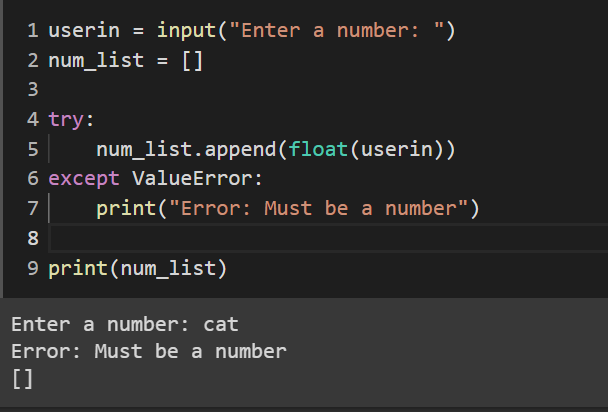 1 userin = input("Enter a number: ")
2 num_list = []
3
4 try:
5     num_list.append(float(userin))
6 except ValueError:
7     print("Error: Must be a number")
8
9 print(num_list)
Enter a number: cat
Error: Must be a number
[]